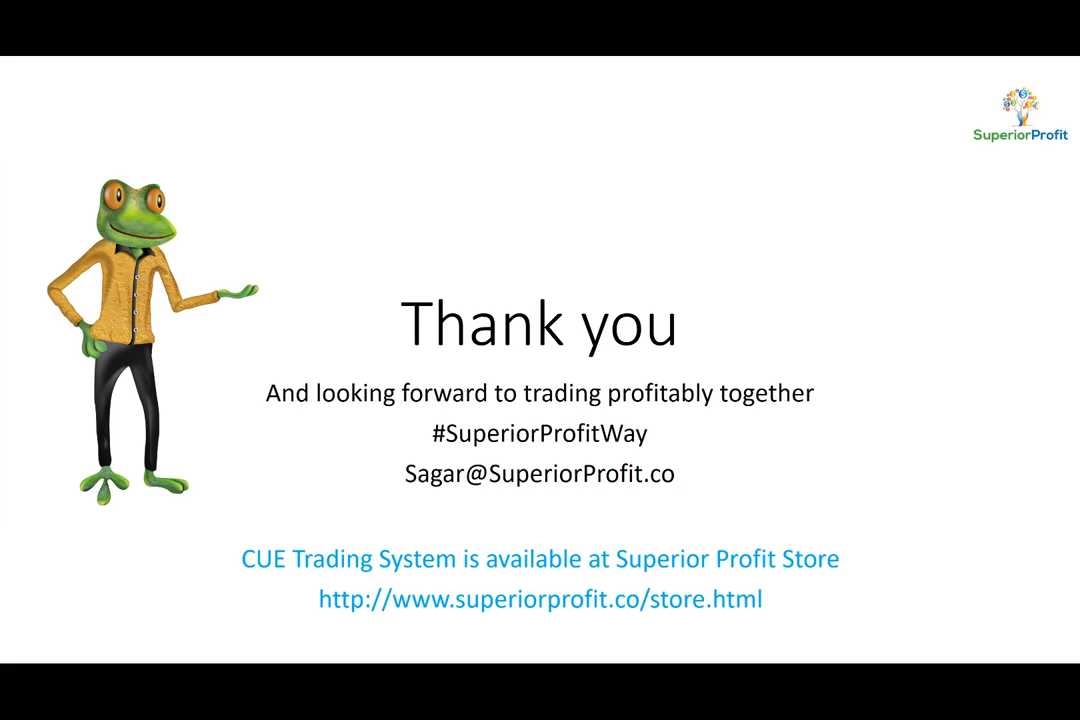 SuperiorProfit
Thank you
And looking forward to trading profitably together
#SuperiorProfitWay
Sagar@SuperiorProfit.co
CUE Trading System is available at Superior Profit Store
http://www.superiorprofit.co/store.html